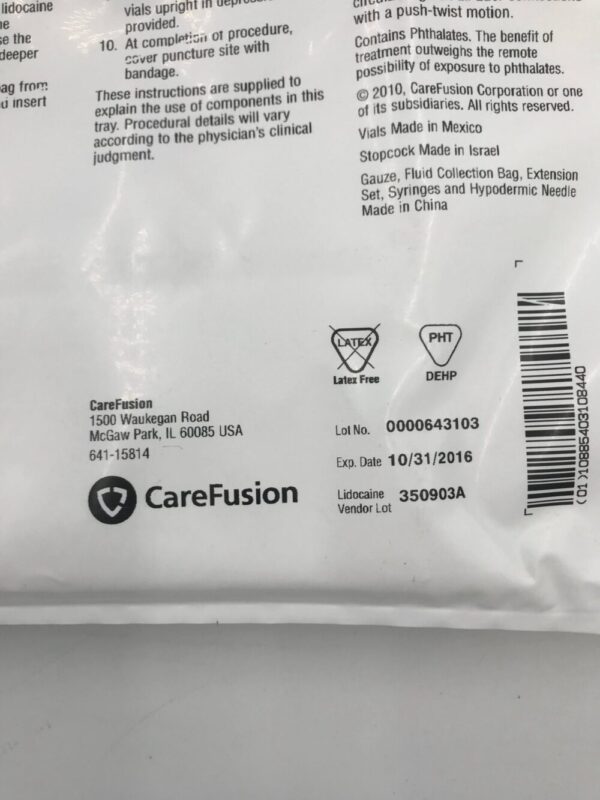 lidocaine
se the
deeper
ag from
insert
vials upright in
provided.
10. At completion of procedure,
cover puncture site with
bandage.
These instructions are supplied to
explain the use of components in this
tray. Procedural details will vary
according to the physician's clinical
judgment.
with a push-twist motion.
Contains Phthalates. The benefit of
treatment outweighs the remote
possibility of exposure to phthalates.
© 2010, CareFusion Corporation or one
of its subsidiaries. All rights reserved.
Vials Made in Mexico
Stopcock Made in Israel
Gauze, Fluid Collection Bag, Extension
Set, Syringes and Hypodermic Needle
Made in China
LATEX
Latex Free
PHT
DEHP
(01)10885403108440
CareFusion
1500 Waukegan Road
McGaw Park, IL 60085 USA
641-15814
CareFusion
Lot No. 0000643103
Exp. Date 10/31/2016
Lidocaine 350903A
Vendor Lot